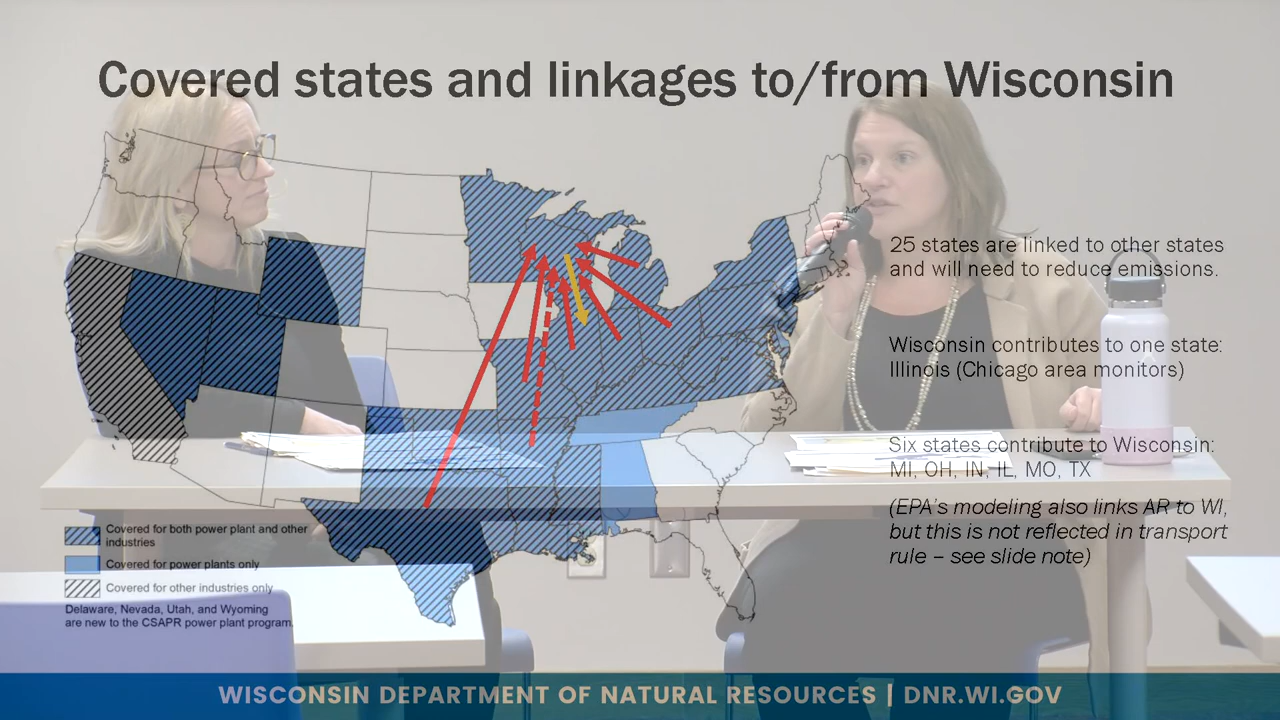 Covered states and linkages to/from Wisconsin
25 states are linked to other states
and will need to reduce emissions.
Wisconsin contributes to one state:
Illinois (Chicago area monitors)
Six states contribute to Wisconsin:
MI, OH, IN, IL, MO, TX
(EPA's modeling also links AR to WI,
but this is not reflected in transport
rule – see slide note)
Covered for both power plant and other
industries
Covered for power plants only
Covered for other industries only
Delaware, Nevada, Utah, and Wyoming
are new to the CSAPR power plant program.
WISCONSIN DEPARTMENT OF NATURAL RESOURCES | DNR.WI.GOV